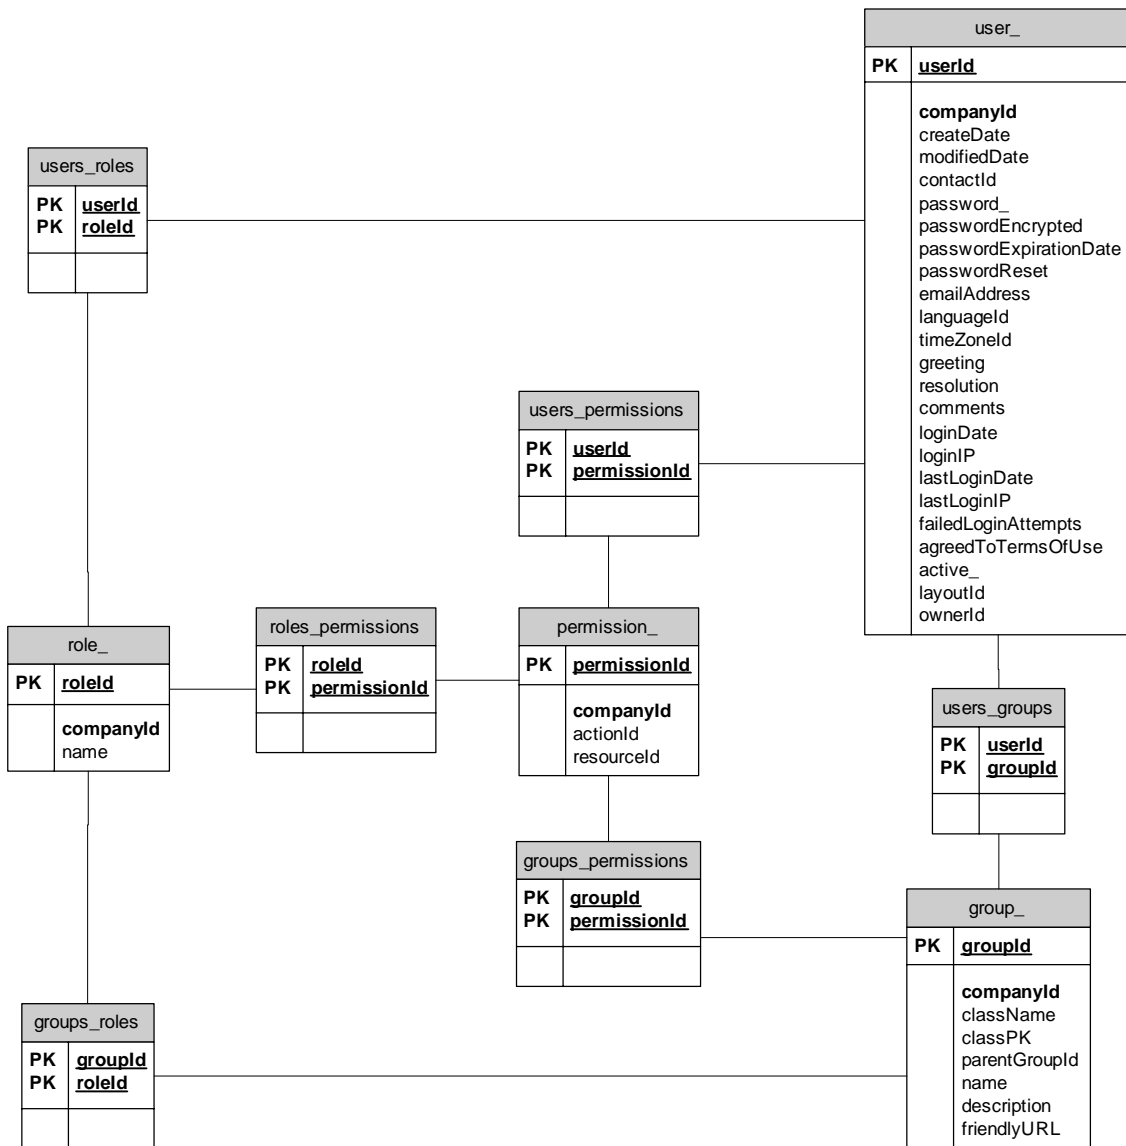 user_
PK userId
companyId
createDate
modifiedDate
contactId
password_
passwordEncrypted
passwordExpirationDate
passwordReset
emailAddress
languageId
timeZoneId
greeting
resolution
comments
loginDate
loginIP
lastLoginDate
lastLoginIP
failedLoginAttempts
agreedToTermsOfUse
active_
layoutId
ownerId
users_roles
PK userId
PK roleId
users_permissions
PK userId
PK permissionId
role_
PK roleId
companyId
name
roles_permissions
PK roleId
PK permissionId
permission_
PK permissionId
companyId
actionId
resourceId
users_groups
PK userId
PK groupId
groups_permissions
PK groupId
PK permissionId
group_
PK groupId
companyId
className
classPK
parentGroupId
name
description
friendlyURL
groups_roles
PK groupId
PK roleId